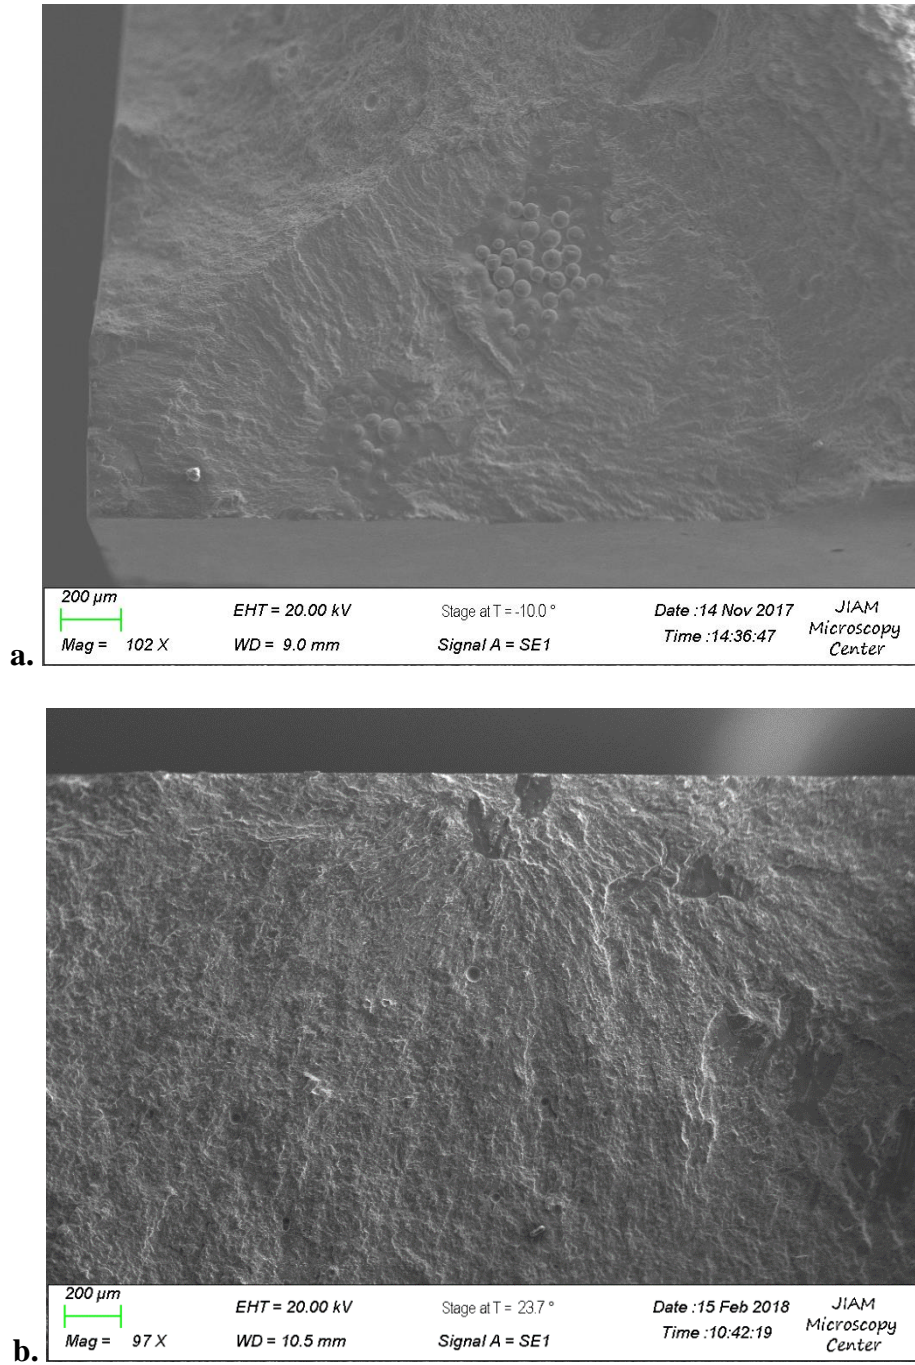 200 µm
Mag = 102 X
EHT = 20.00 kV
WD = 9.0 mm
Stage at T = -10.0 °
Signal A = SE1
Date :14 Nov 2017
Time :14:36:47
JIAM
Microscopy
Center
a.
200 µm
Mag = 97 X
EHT = 20.00 kV
WD = 10.5 mm
Stage at T = 23.7 °
Signal A = SE1
Date :15 Feb 2018
Time :10:42:19
JIAM
Microscopy
Center
b.